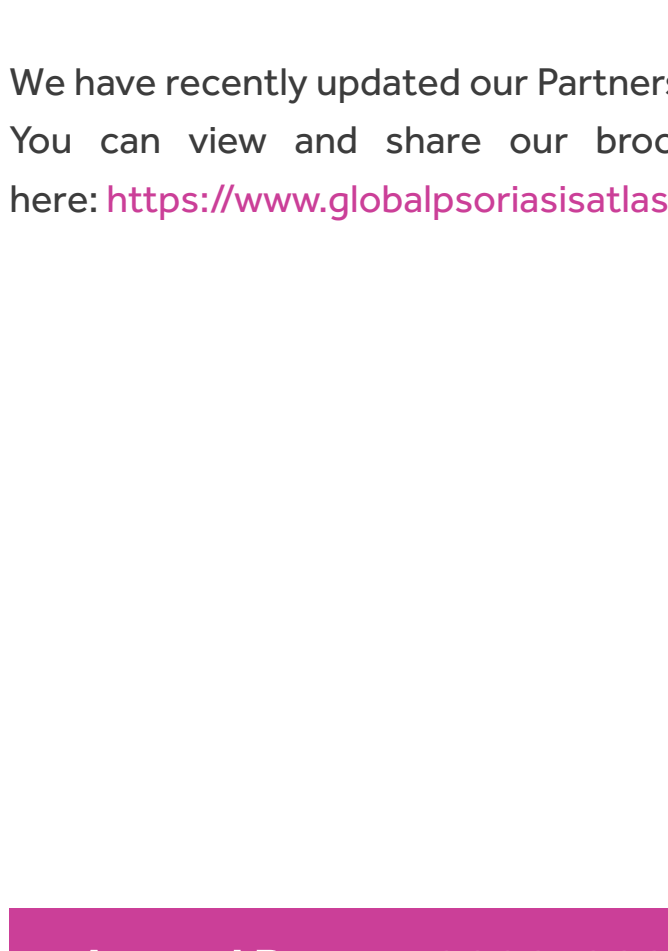 We have recently updated our Partners
You can view and share our broc
here: https://www.globalpsoriasisatlas